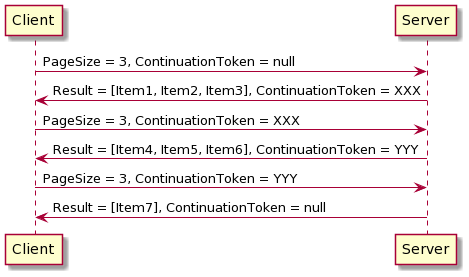 Client
Server
PageSize = 3, ContinuationToken = null
Result = [Item1, Item2, Item3], ContinuationToken = XXX
PageSize = 3, ContinuationToken = XXX
Result = [Item4, Item5, Item6], ContinuationToken = YYY
PageSize = 3, ContinuationToken = YYY
Result = [Item7], ContinuationToken = null
Client
Server